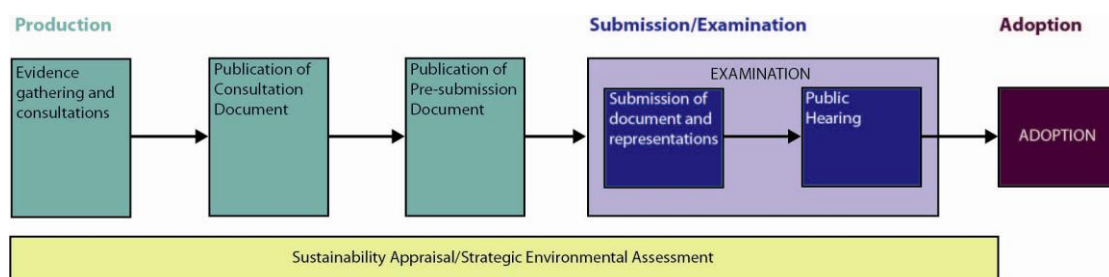 Production
Submission/Examination
Adoption
Evidence
gathering and
consultations
Publication of
Consultation
Document
Publication of
Pre-submission
Document
EXAMINATION
Submission of
document and
representations
Public
Hearing
ADOPTION
Sustainability Appraisal/Strategic Environmental Assessment